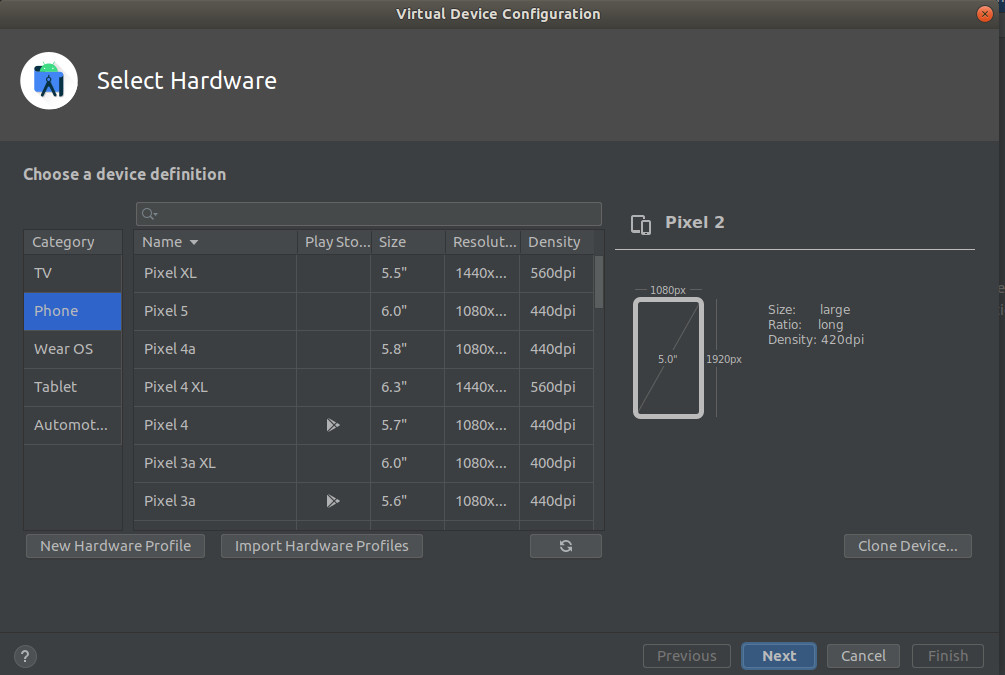 Virtual Device Configuration
Select Hardware
Choose a device definition
Category
TV
Phone
Wear OS
Tablet
Automot...
Name Play Sto... Size Resolut... Density
Pixel XL 5.5" 1440x... 560dpi
Pixel 5 6.0" 1080x... 440dpi
Pixel 4a 5.8" 1080x... 440dpi
Pixel 4 XL 6.3" 1440x... 560dpi
Pixel 4 5.7" 1080x... 440dpi
Pixel 3a XL 6.0" 1080x... 400dpi
Pixel 3a 5.6" 1080x... 440dpi
New Hardware Profile Import Hardware Profiles
Pixel 2
1080px
5.0" 1920px
Size: large
Ratio: long
Density: 420dpi
Clone Device...
? Previous Next Cancel Finish